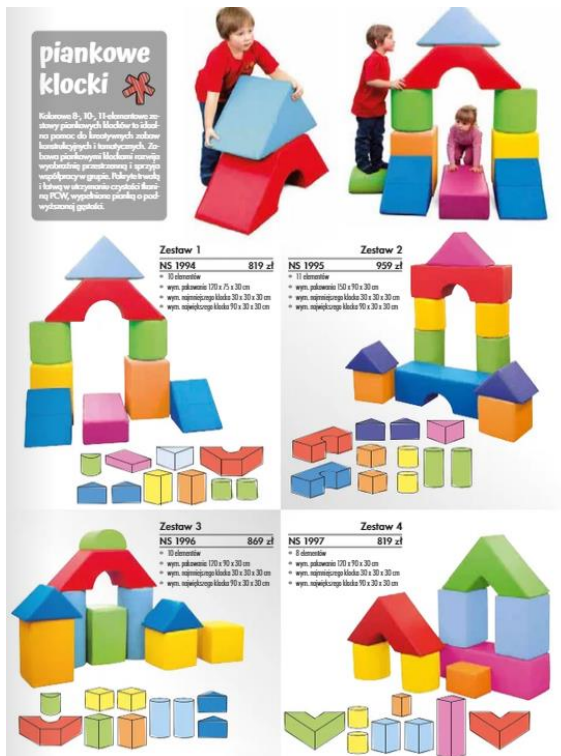 piankowe
klocki
Kolorowe 8-, 10-, 11-elementowe ze-
stawy piankowych klocków to ideal-
na pomoc do kreatywnych zabaw
konstrukcyjnych i tematycznych. Za-
bawa piankowymi klockami rozwija
wyobraźnię przestrzenną i sprzyja
współpracy w grupie. Pokryte trwałą
i łatwą w utrzymaniu czystości tkani-
ną PCW, wypełnione pianką o pod-
wyższonej gęstości.
Zestaw 1
NS 1994 819 zł
• 10 elementów
• wym. pakowania 120 x 75 x 30 cm
• wym. najmniejszego klocka 30 x 30 x 30 cm
• wym. największego klocka 90 x 30 x 30 cm
Zestaw 2
NS 1995 959 zł
• 11 elementów
• wym. pakowania 150 x 90 x 30 cm
• wym. najmniejszego klocka 30 x 30 x 30 cm
• wym. największego klocka 90 x 30 x 30 cm
Zestaw 3
NS 1996 869 zł
• 10 elementów
• wym. pakowania 120 x 90 x 30 cm
• wym. najmniejszego klocka 30 x 30 x 30 cm
• wym. największego klocka 90 x 30 x 30 cm
Zestaw 4
NS 1997 819 zł
• 8 elementów
• wym. pakowania 120 x 90 x 30 cm
• wym. najmniejszego klocka 30 x 30 x 30 cm
• wym. największego klocka 90 x 30 x 30 cm